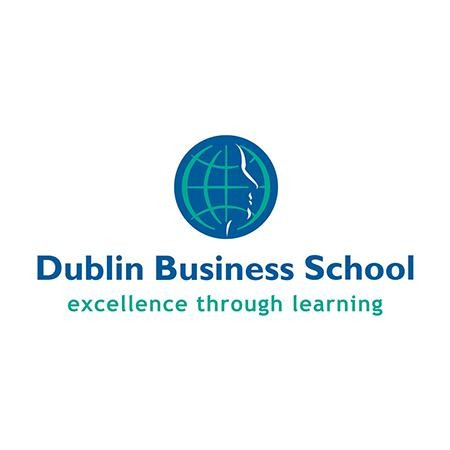 Dublin Business School
excellence through learning